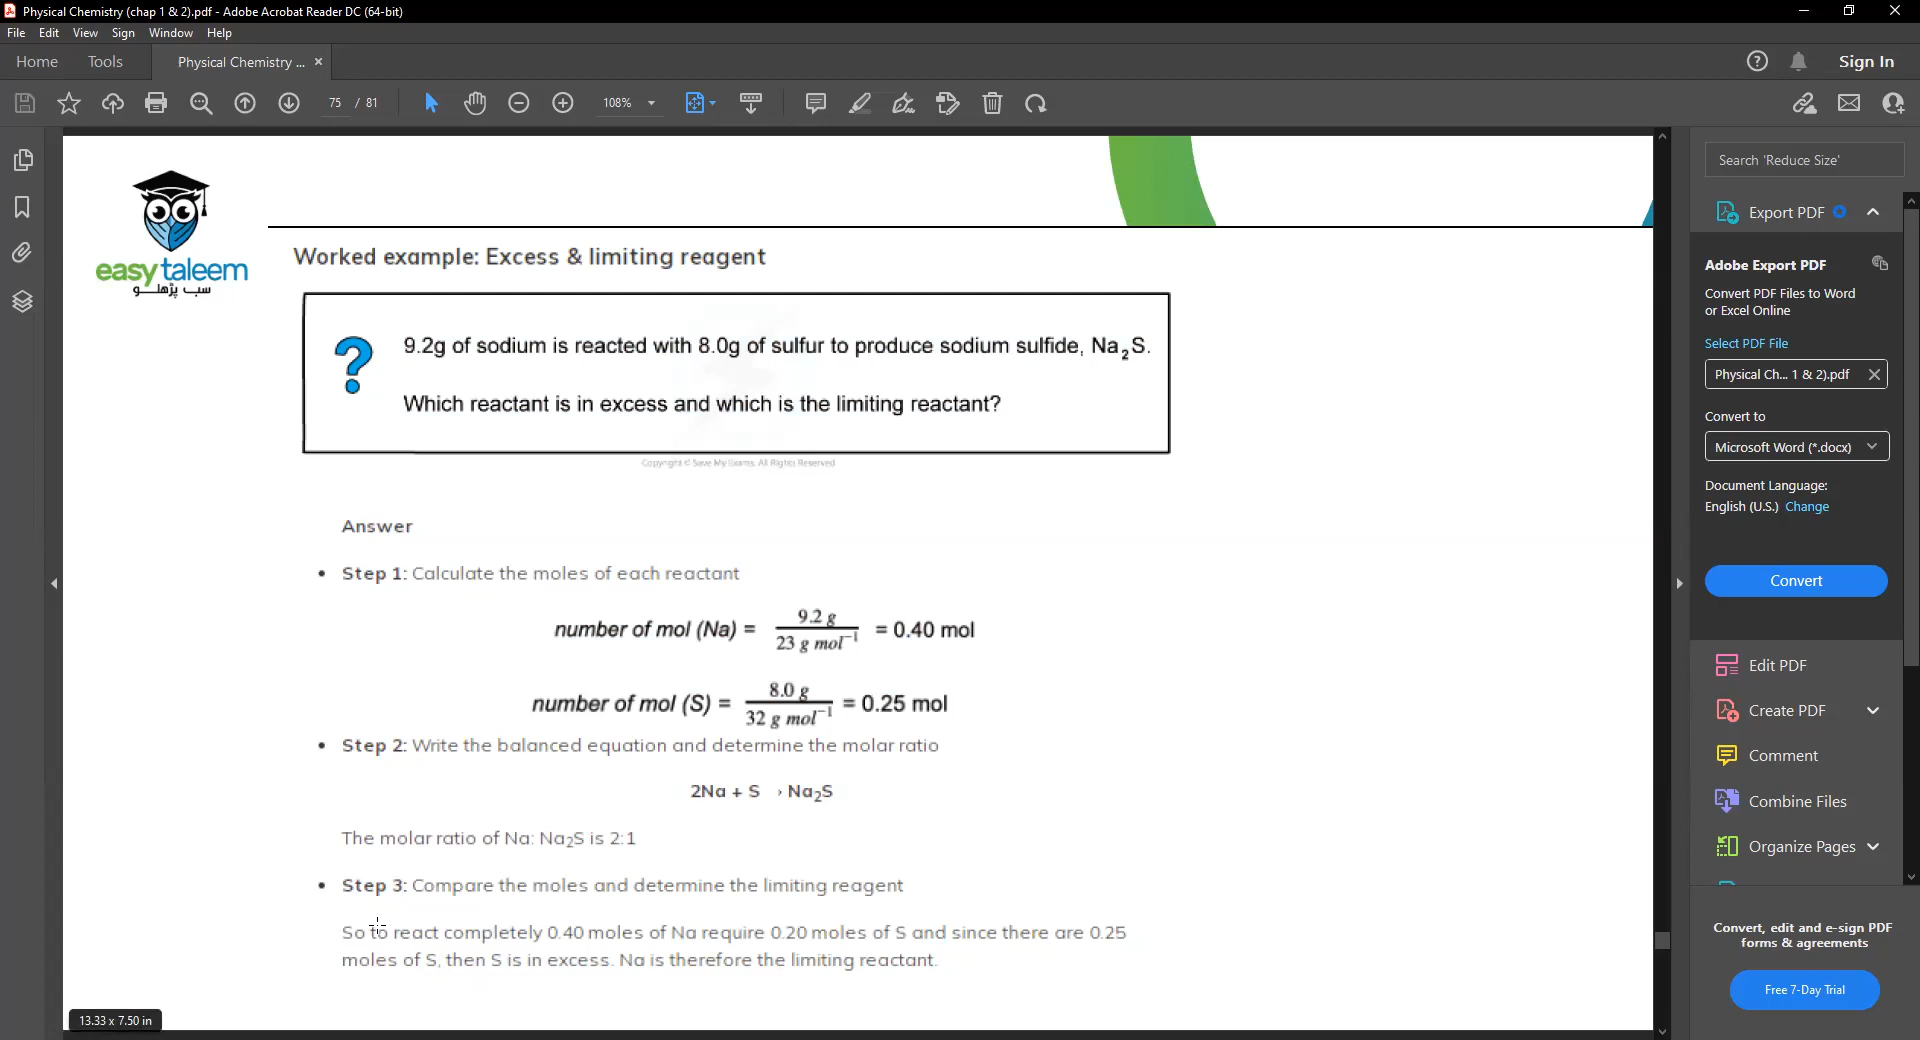 Physical Chemistry (chap 1 & 2).pdf - Adobe Acrobat Reader DC (64-bit)
File Edit View Sign Window Help
Home Tools Physical Chemistry ... × Sign In
75 / 81 108%
Search 'Reduce Size'
Export PDF
Adobe Export PDF
Convert PDF Files to Word
or Excel Online
Select PDF File
Physical Ch... 1 & 2).pdf
Convert to
Microsoft Word (*.docx)
Document Language:
English (U.S.) Change
Convert
Edit PDF
Create PDF
Comment
Combine Files
Organize Pages
Convert, edit and e-sign PDF
forms & agreements
Free 7-Day Trial
easytaleem
سب پڑھلو
Worked example: Excess & limiting reagent
? 9.2g of sodium is reacted with 8.0g of sulfur to produce sodium sulfide, Na₂S.
Which reactant is in excess and which is the limiting reactant?
Copyright © Save My Exams. All Rights Reserved
Answer
• Step 1: Calculate the moles of each reactant
number of mol (Na) = 9.2 g / 23 g mol⁻¹ = 0.40 mol
number of mol (S) = 8.0 g / 32 g mol⁻¹ = 0.25 mol
• Step 2: Write the balanced equation and determine the molar ratio
2Na + S → Na₂S
The molar ratio of Na: Na₂S is 2:1
• Step 3: Compare the moles and determine the limiting reagent
So to react completely 0.40 moles of Na require 0.20 moles of S and since there are 0.25
moles of S, then S is in excess. Na is therefore the limiting reactant.
13.33 x 7.50 in